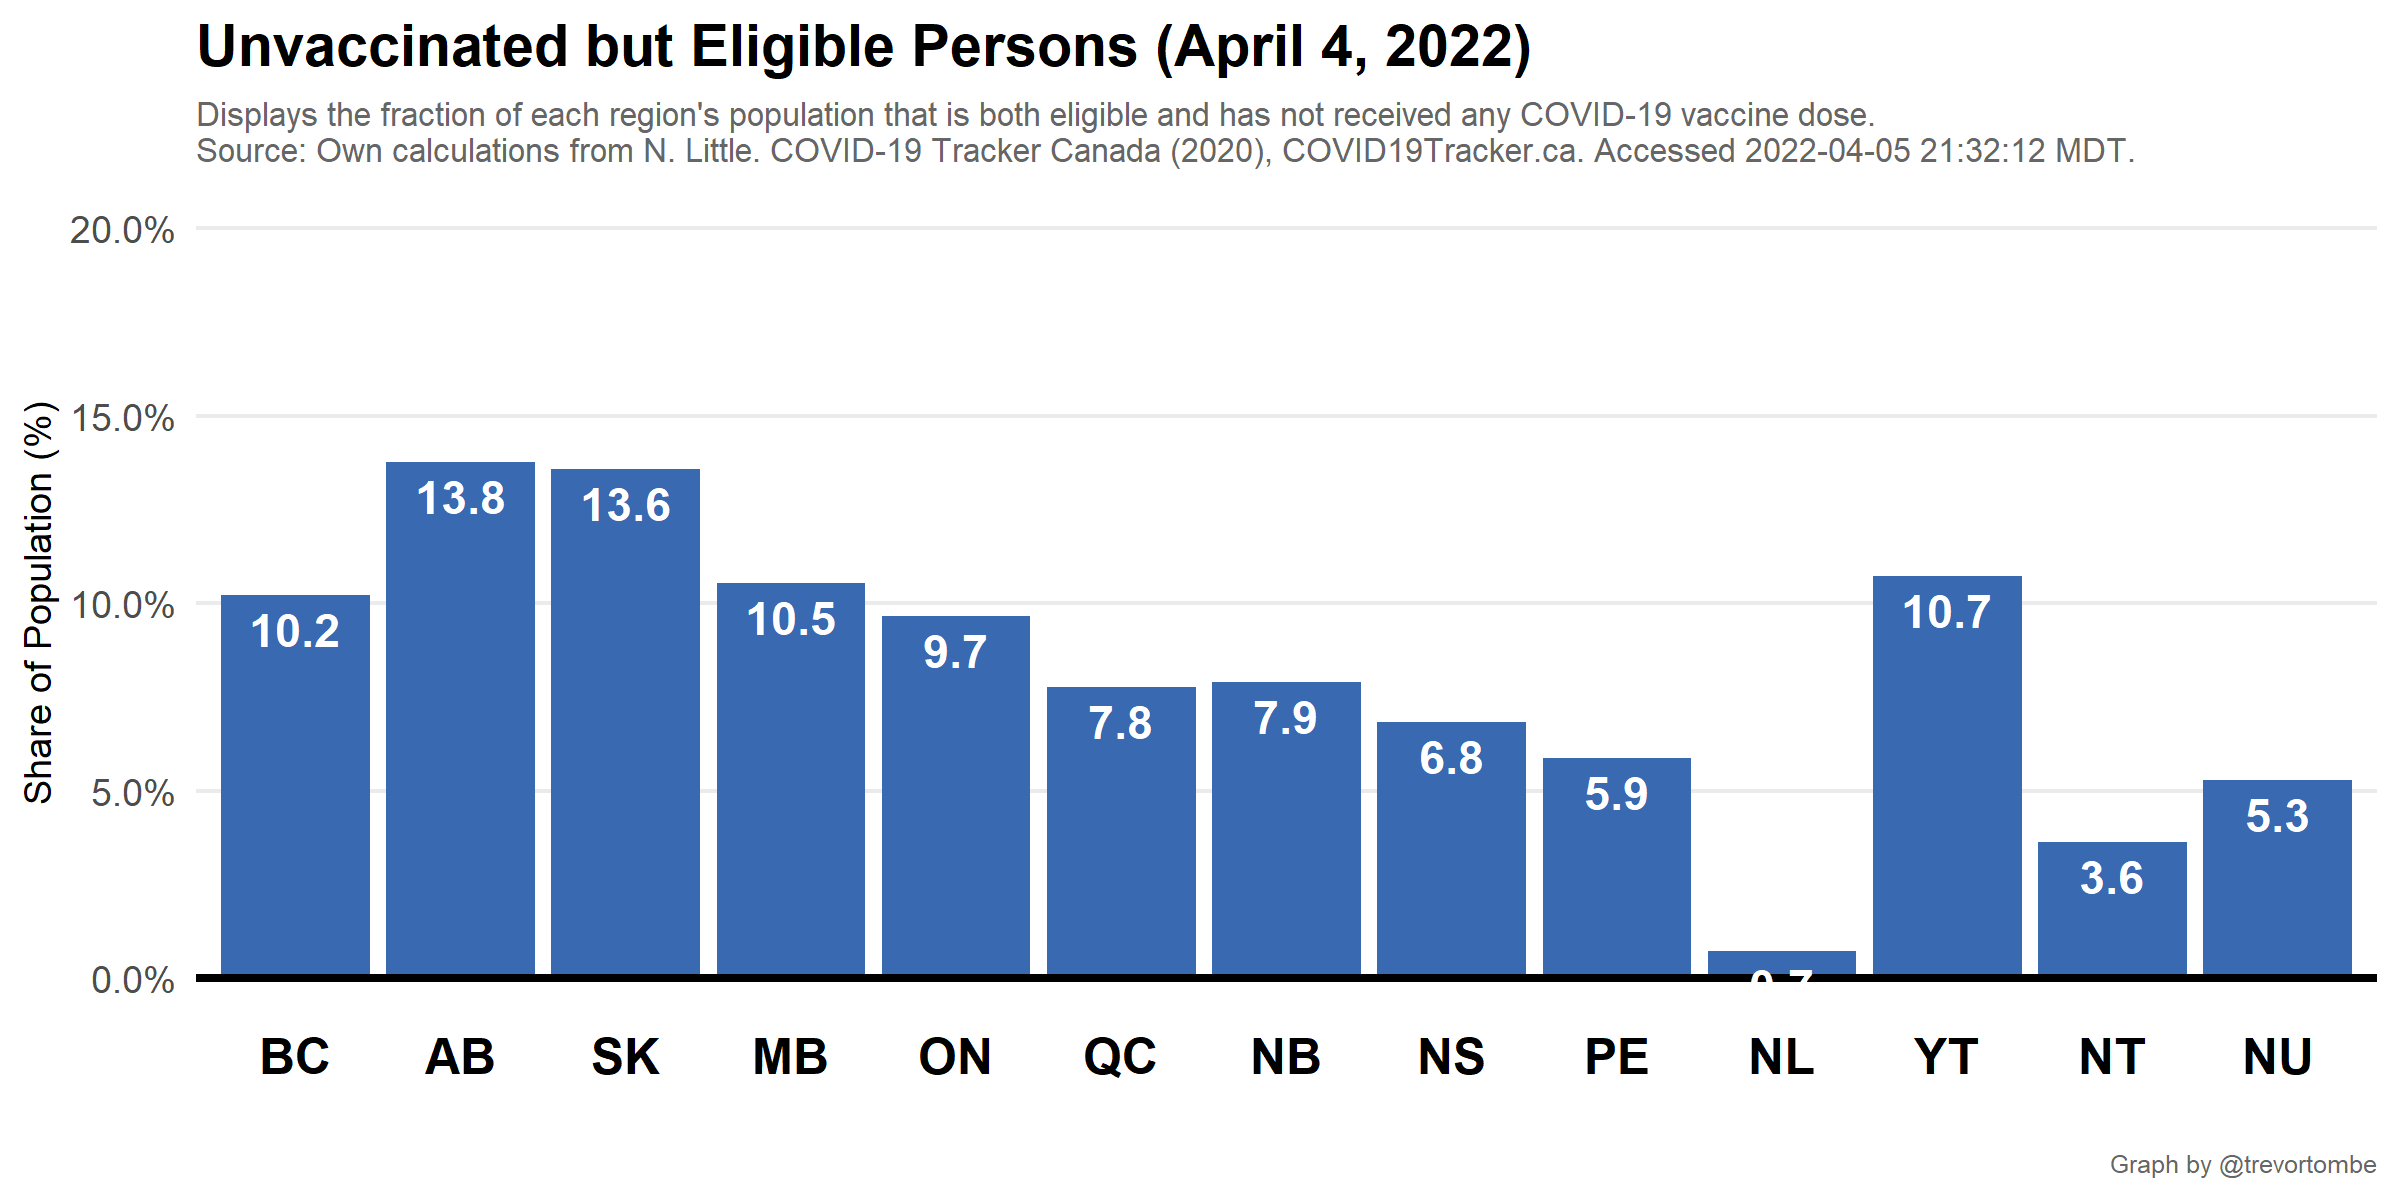 Unvaccinated but Eligible Persons (April 4, 2022)
Displays the fraction of each region's population that is both eligible and has not received any COVID-19 vaccine dose.
Source: Own calculations from N. Little. COVID-19 Tracker Canada (2020), COVID19Tracker.ca. Accessed 2022-04-05 21:32:12 MDT.
Share of Population (%)
20.0%
15.0%
10.0%
5.0%
0.0%
10.2 13.8 13.6 10.5 9.7 7.8 7.9 6.8 5.9 0.7 10.7 3.6 5.3
BC AB SK MB ON QC NB NS PE NL YT NT NU
Graph by @trevortombe